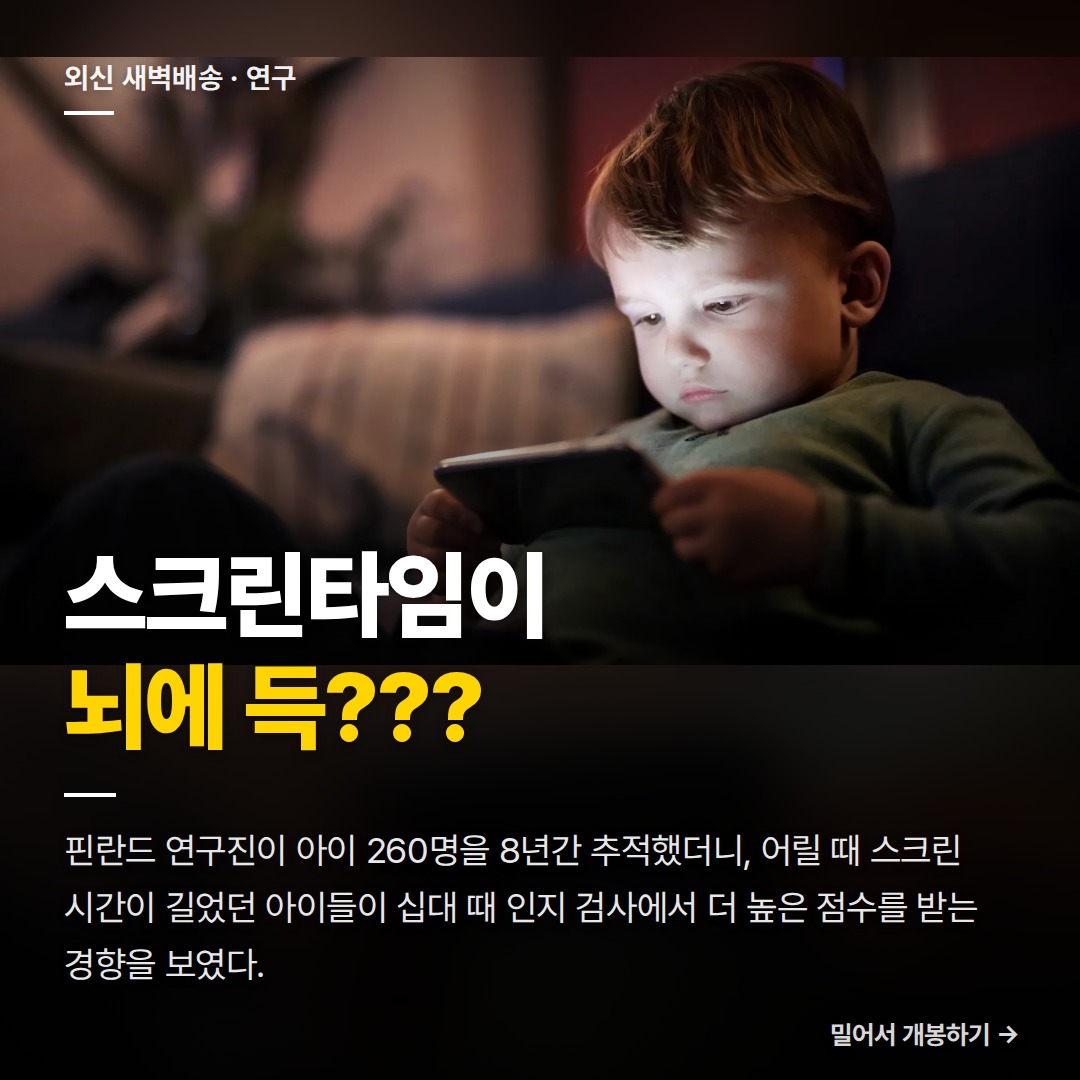 외신 새벽배송 · 연구
스크린타임이
뇌에 득???
핀란드 연구진이 아이 260명을 8년간 추적했더니, 어릴 때 스크린
시간이 길었던 아이들이 십대 때 인지 검사에서 더 높은 점수를 받는
경향을 보였다.
밀어서 개봉하기 →